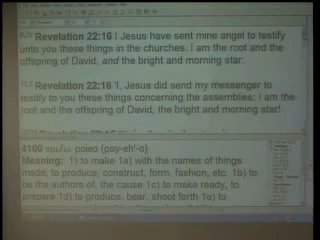 KJV Revelation 22:16 I Jesus have sent mine angel to testify
unto you these things in the churches. I am the root and the
offspring of David, and the bright and morning star.
YLT Revelation 22:16 'I, Jesus did send my messenger to
testify to you these things concerning the assemblies; I am the
root and the offspring of David, the bright and morning star!
4160 ποιέω poieo {poy-eh'-o}
Meaning: 1) to make 1a) with the names of things
made, to produce, construct, form, fashion, etc. 1b) to
be the authors of, the cause 1c) to make ready, to
prepare 1d) to produce, bear, shoot forth 1e) to